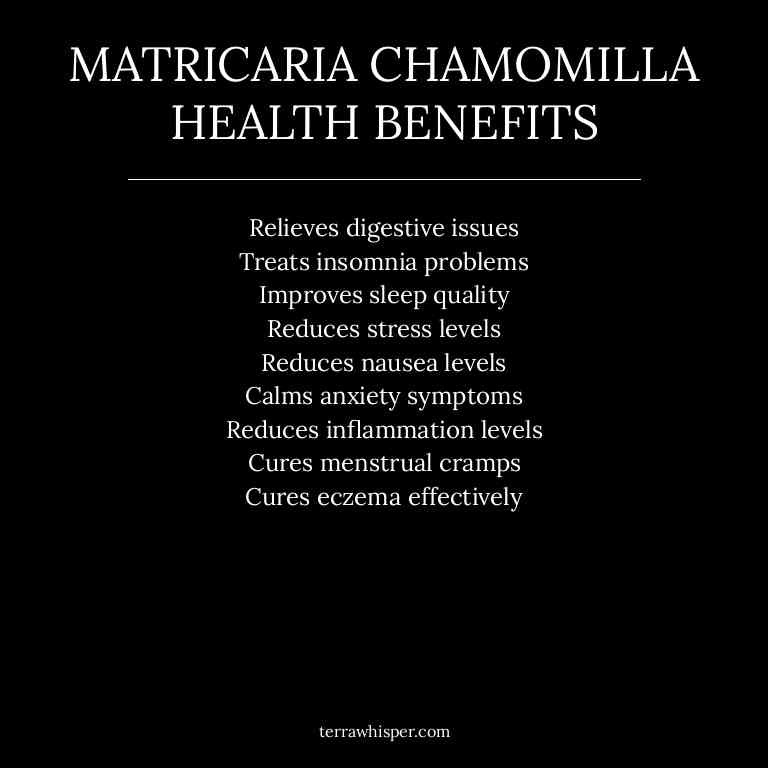 MATRICARIA CHAMOMILLA
HEALTH BENEFITS
Relieves digestive issues
Treats insomnia problems
Improves sleep quality
Reduces stress levels
Reduces nausea levels
Calms anxiety symptoms
Reduces inflammation levels
Cures menstrual cramps
Cures eczema effectively
terrawhisper.com